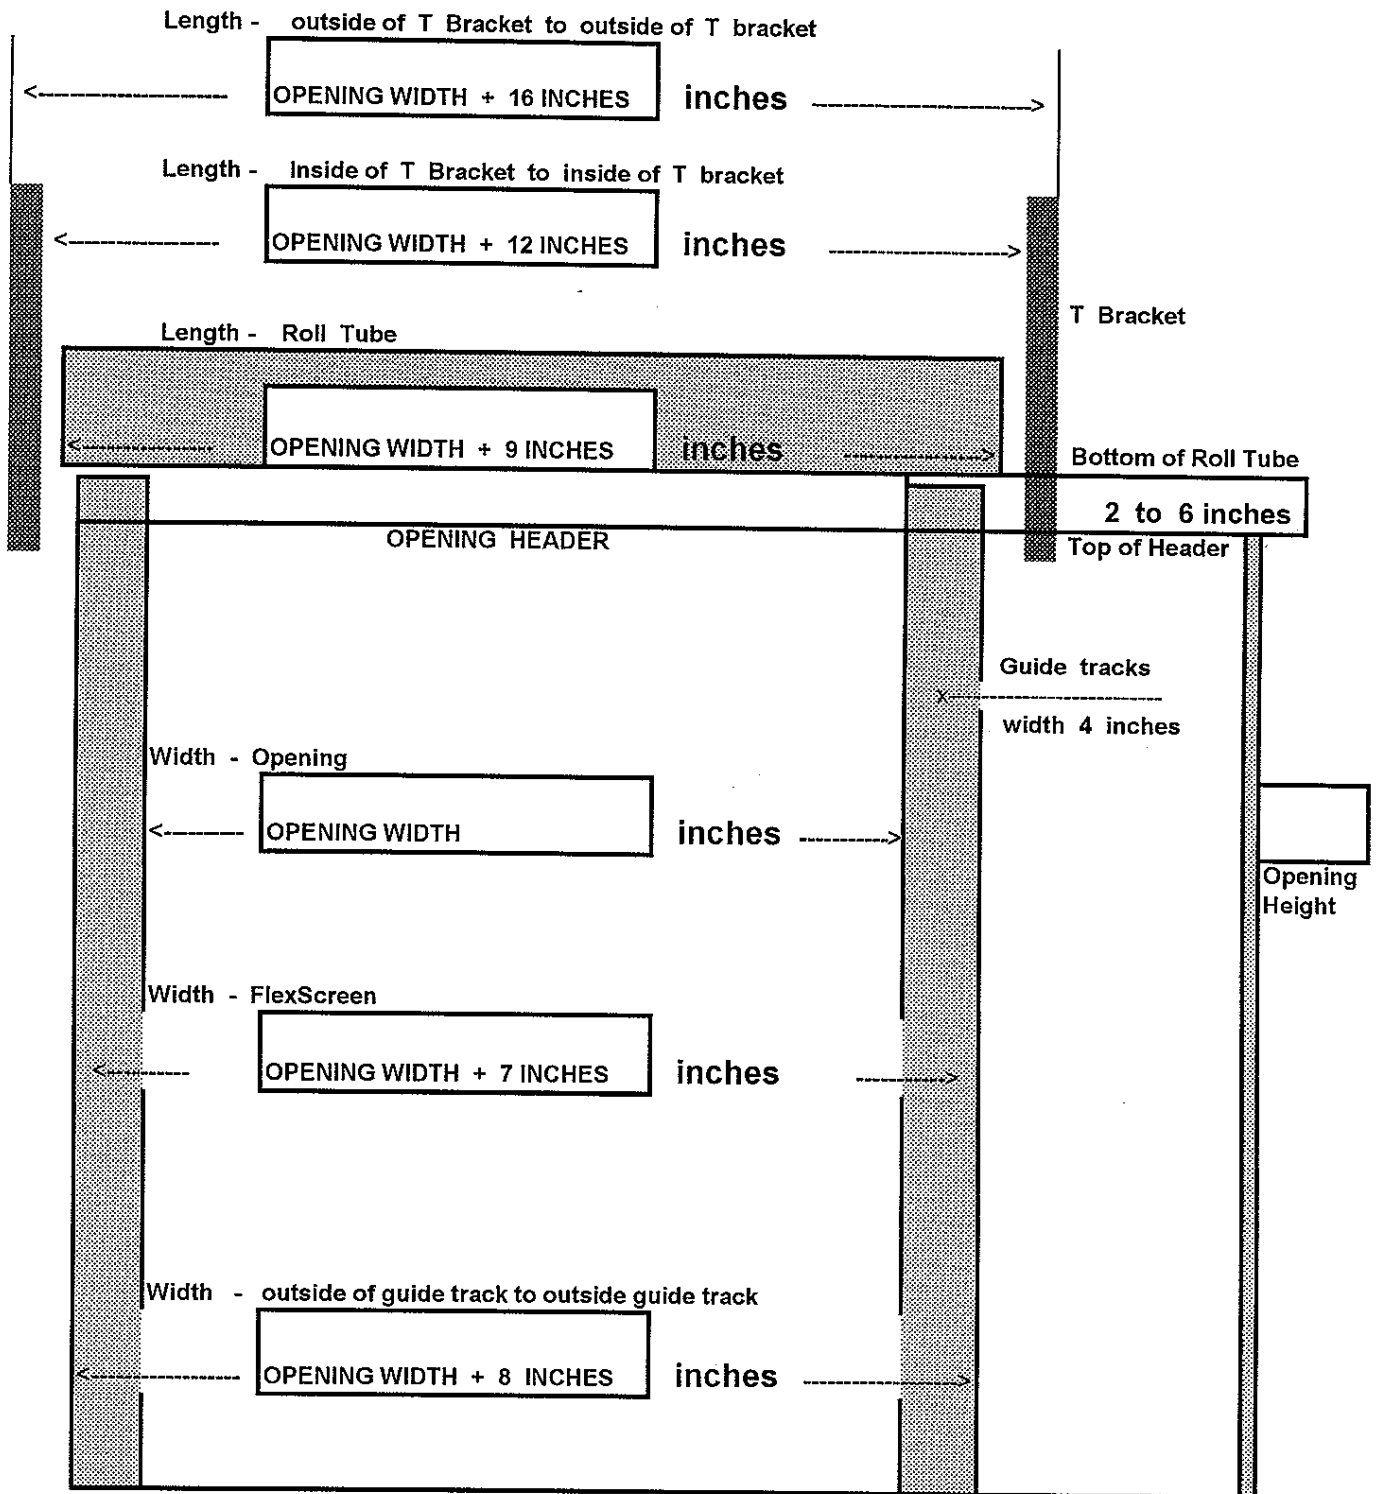 Length - outside of T Bracket to outside of T bracket
<-------------- OPENING WIDTH + 16 INCHES inches -------------->
Length - Inside of T Bracket to inside of T bracket
<-------------- OPENING WIDTH + 12 INCHES inches -------------->
T Bracket
Length - Roll Tube
<-------------- OPENING WIDTH + 9 INCHES inches -------------->
Bottom of Roll Tube
2 to 6 inches
OPENING HEADER
Top of Header
Guide tracks
x--------------
width 4 inches
Width - Opening
<-------- OPENING WIDTH inches -------->
Opening
Height
Width - FlexScreen
<-------- OPENING WIDTH + 7 INCHES inches -------->
Width - outside of guide track to outside guide track
<-------------- OPENING WIDTH + 8 INCHES inches -------------->